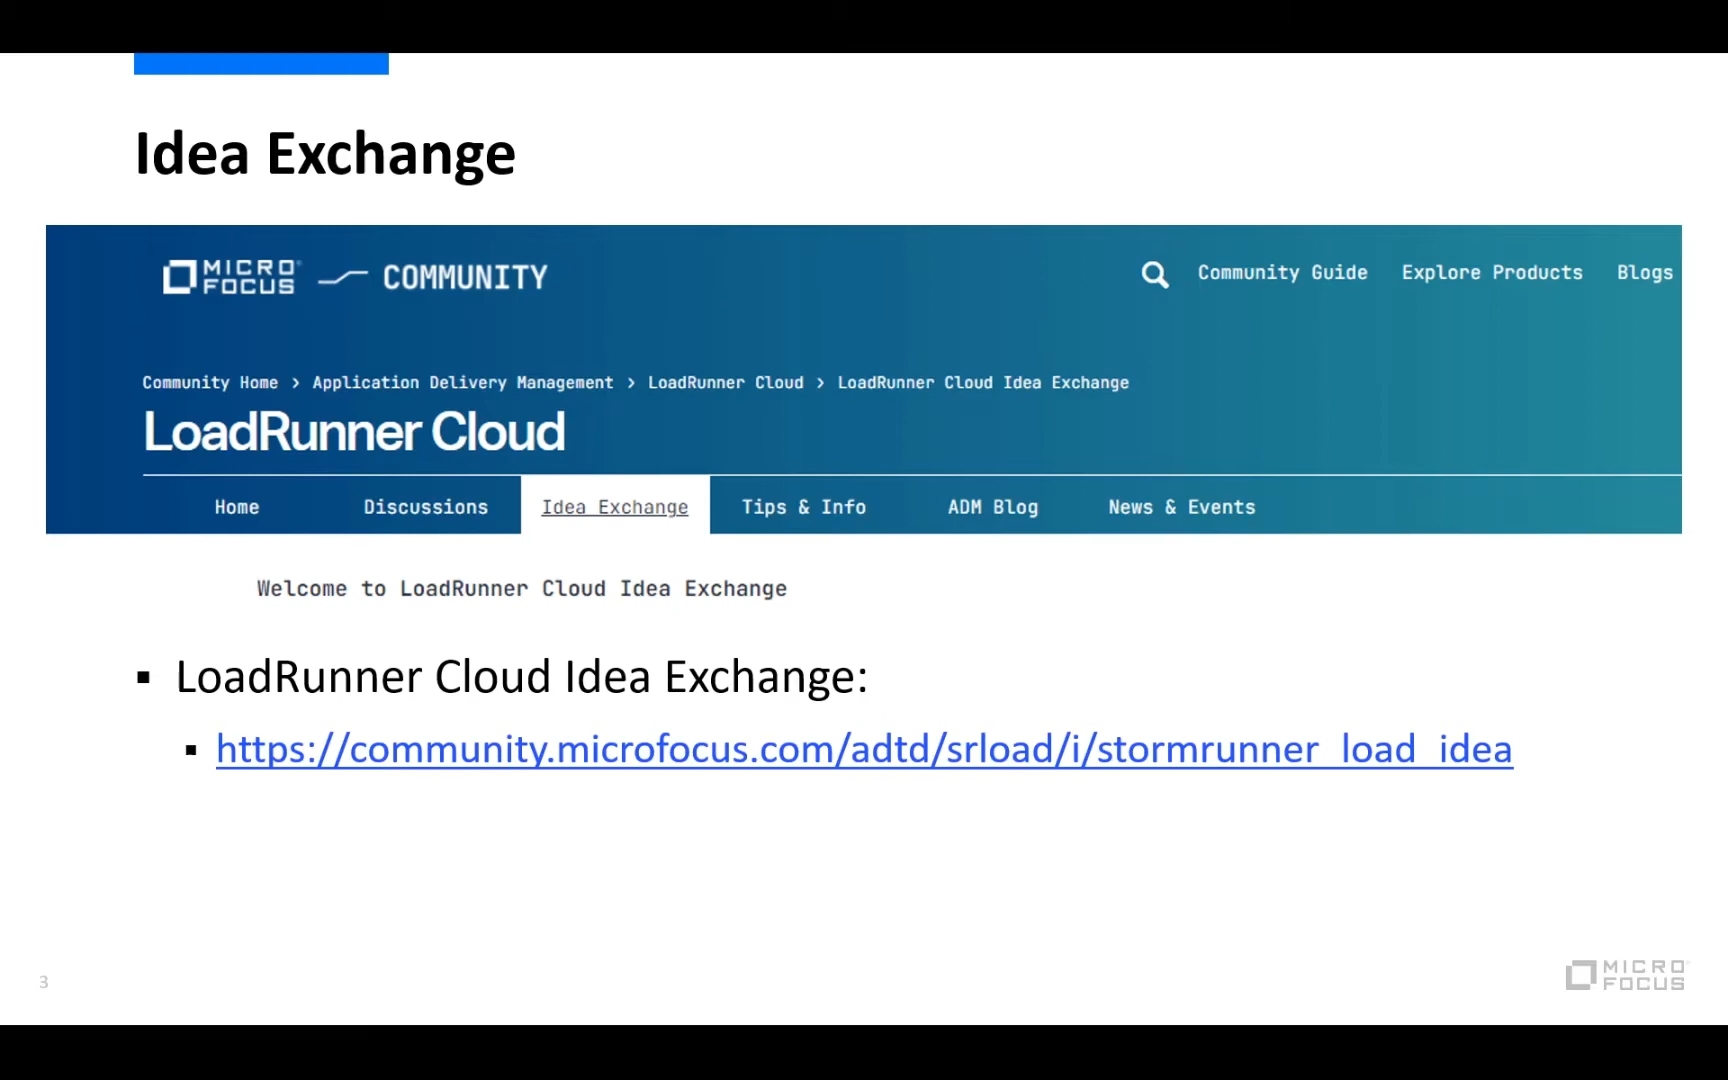 Idea Exchange
MICRO FOCUS COMMUNITY
Community Guide Explore Products Blogs
Community Home > Application Delivery Management > LoadRunner Cloud > LoadRunner Cloud Idea Exchange
LoadRunner Cloud
Home Discussions Idea Exchange Tips & Info ADM Blog News & Events
Welcome to LoadRunner Cloud Idea Exchange
▪ LoadRunner Cloud Idea Exchange:
▪ https://community.microfocus.com/adtd/srload/i/stormrunner_load_idea
3
MICRO
FOCUS